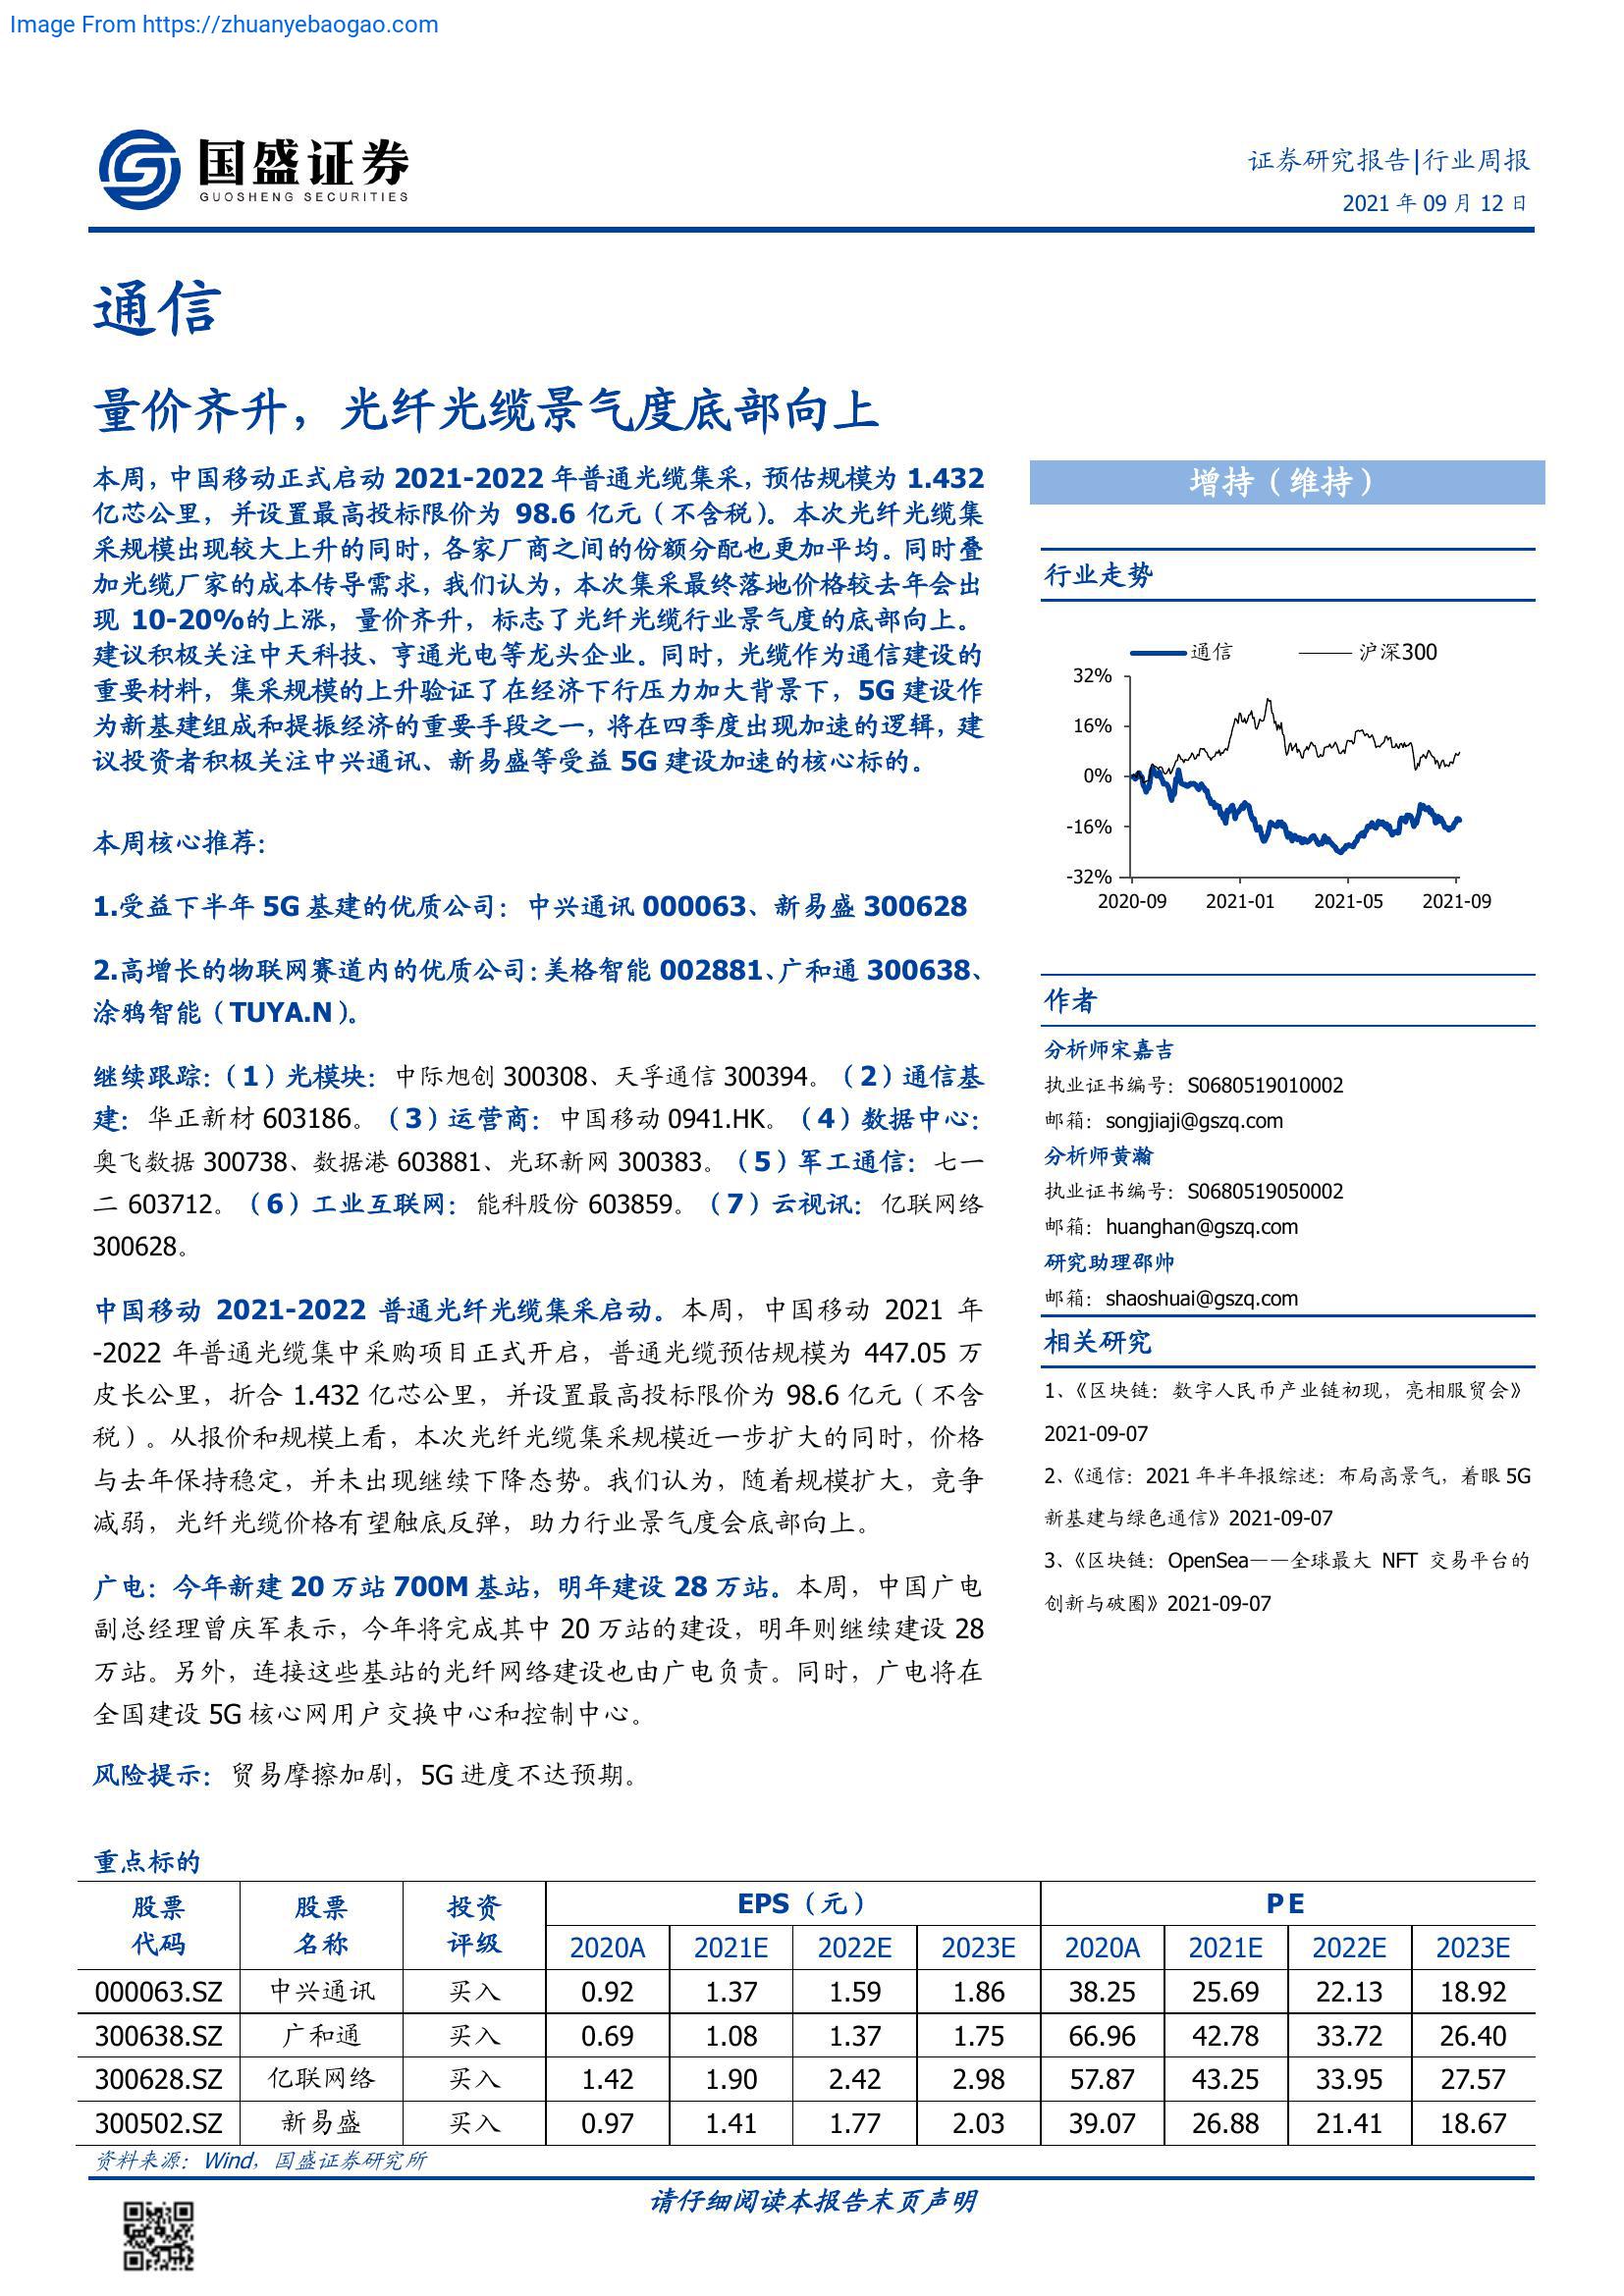 Image From https://zhuanyebaogao.com
国盛证券
GUOSHENG SECURITIES
证券研究报告|行业周报
2021 年 09 月 12 日
通信
量价齐升，光纤光缆景气度底部向上
本周，中国移动正式启动 2021-2022 年普通光缆集采，预估规模为 1.432
亿芯公里，并设置最高投标限价为 98.6 亿元（不含税）。本次光纤光缆集
采规模出现较大上升的同时，各家厂商之间的份额分配也更加平均。同时叠
加光缆厂家的成本传导需求，我们认为，本次集采最终落地价格较去年会出
现 10-20%的上涨，量价齐升，标志了光纤光缆行业景气度的底部向上。
建议积极关注中天科技、亨通光电等龙头企业。同时，光缆作为通信建设的
重要材料，集采规模的上升验证了在经济下行压力加大背景下，5G 建设作
为新基建组成和提振经济的重要手段之一，将在四季度出现加速的逻辑，建
议投资者积极关注中兴通讯、新易盛等受益 5G 建设加速的核心标的。
本周核心推荐：
1.受益下半年 5G 基建的优质公司：中兴通讯 000063、新易盛 300628
2.高增长的物联网赛道内的优质公司：美格智能 002881、广和通 300638、
涂鸦智能（TUYA.N）。
继续跟踪：（1）光模块：中际旭创 300308、天孚通信 300394。（2）通信基
建：华正新材 603186。（3）运营商：中国移动 0941.HK。（4）数据中心：
奥飞数据 300738、数据港 603881、光环新网 300383。（5）军工通信：七一
二 603712。（6）工业互联网：能科股份 603859。（7）云视讯：亿联网络
300628。
中国移动 2021-2022 普通光纤光缆集采启动。本周，中国移动 2021 年
-2022 年普通光缆集中采购项目正式开启，普通光缆预估规模为 447.05 万
皮长公里，折合 1.432 亿芯公里，并设置最高投标限价为 98.6 亿元（不含
税）。从报价和规模上看，本次光纤光缆集采规模近一步扩大的同时，价格
与去年保持稳定，并未出现继续下降态势。我们认为，随着规模扩大，竞争
减弱，光纤光缆价格有望触底反弹，助力行业景气度会底部向上。
广电：今年新建 20 万站 700M 基站，明年建设 28 万站。本周，中国广电
副总经理曾庆军表示，今年将完成其中 20 万站的建设，明年则继续建设 28
万站。另外，连接这些基站的光纤网络建设也由广电负责。同时，广电将在
全国建设 5G 核心网用户交换中心和控制中心。
风险提示：贸易摩擦加剧，5G 进度不达预期。
增持（维持）
行业走势
通信 沪深300
32%
16%
0%
-16%
-32%
2020-09 2021-01 2021-05 2021-09
作者
分析师宋嘉吉
执业证书编号：S0680519010002
邮箱：songjiaji@gszq.com
分析师黄瀚
执业证书编号：S0680519050002
邮箱：huanghan@gszq.com
研究助理邵帅
邮箱：shaoshuai@gszq.com
相关研究
1、《区块链：数字人民币产业链初现，亮相服贸会》
2021-09-07
2、《通信：2021 年半年报综述：布局高景气，着眼 5G
新基建与绿色通信》2021-09-07
3、《区块链：OpenSea——全球最大 NFT 交易平台的
创新与破圈》2021-09-07
重点标的
股票 股票 投资 EPS（元） P E
代码 名称 评级 2020A 2021E 2022E 2023E 2020A 2021E 2022E 2023E
000063.SZ 中兴通讯 买入 0.92 1.37 1.59 1.86 38.25 25.69 22.13 18.92
300638.SZ 广和通 买入 0.69 1.08 1.37 1.75 66.96 42.78 33.72 26.40
300628.SZ 亿联网络 买入 1.42 1.90 2.42 2.98 57.87 43.25 33.95 27.57
300502.SZ 新易盛 买入 0.97 1.41 1.77 2.03 39.07 26.88 21.41 18.67
资料来源：Wind，国盛证券研究所
请仔细阅读本报告末页声明